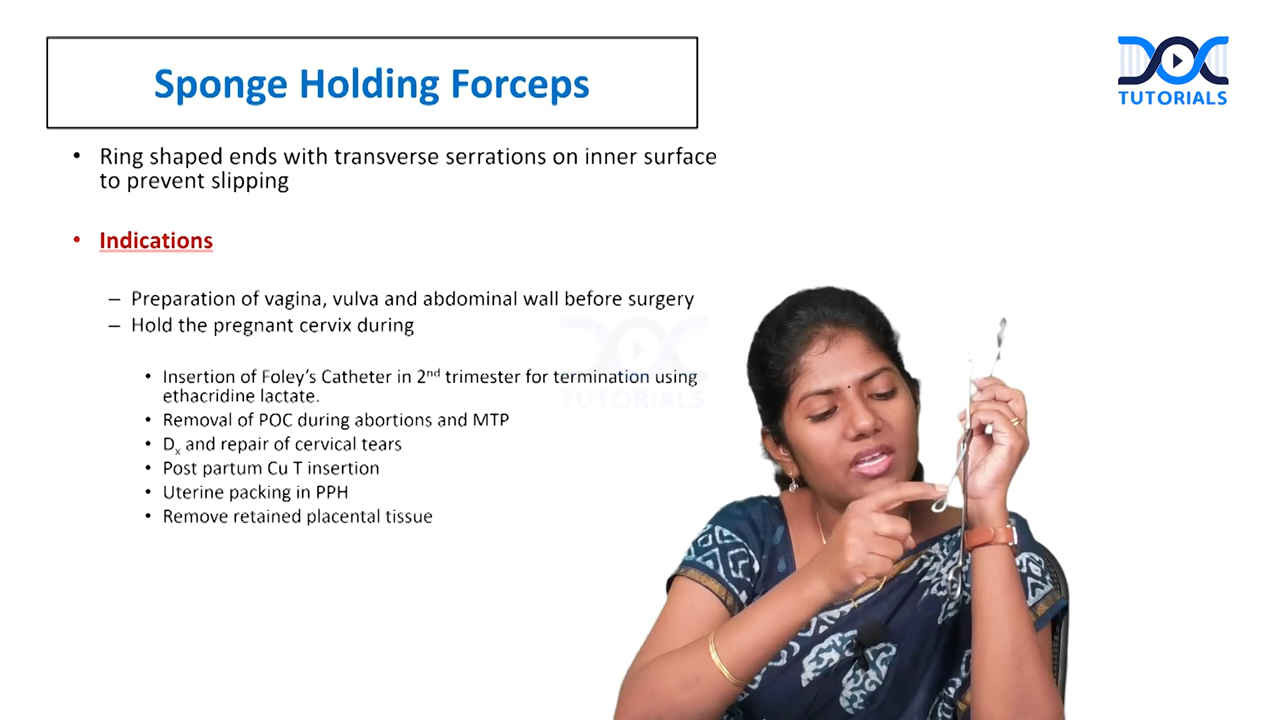 Sponge Holding Forceps
DOC
TUTORIALS
• Ring shaped ends with transverse serrations on inner surface
to prevent slipping
• Indications
– Preparation of vagina, vulva and abdominal wall before surgery
– Hold the pregnant cervix during
• Insertion of Foley’s Catheter in 2nd trimester for termination using
ethacridine lactate.
• Removal of POC during abortions and MTP
• Dx and repair of cervical tears
• Post partum Cu T insertion
• Uterine packing in PPH
• Remove retained placental tissue
DOC
TUTORIALS